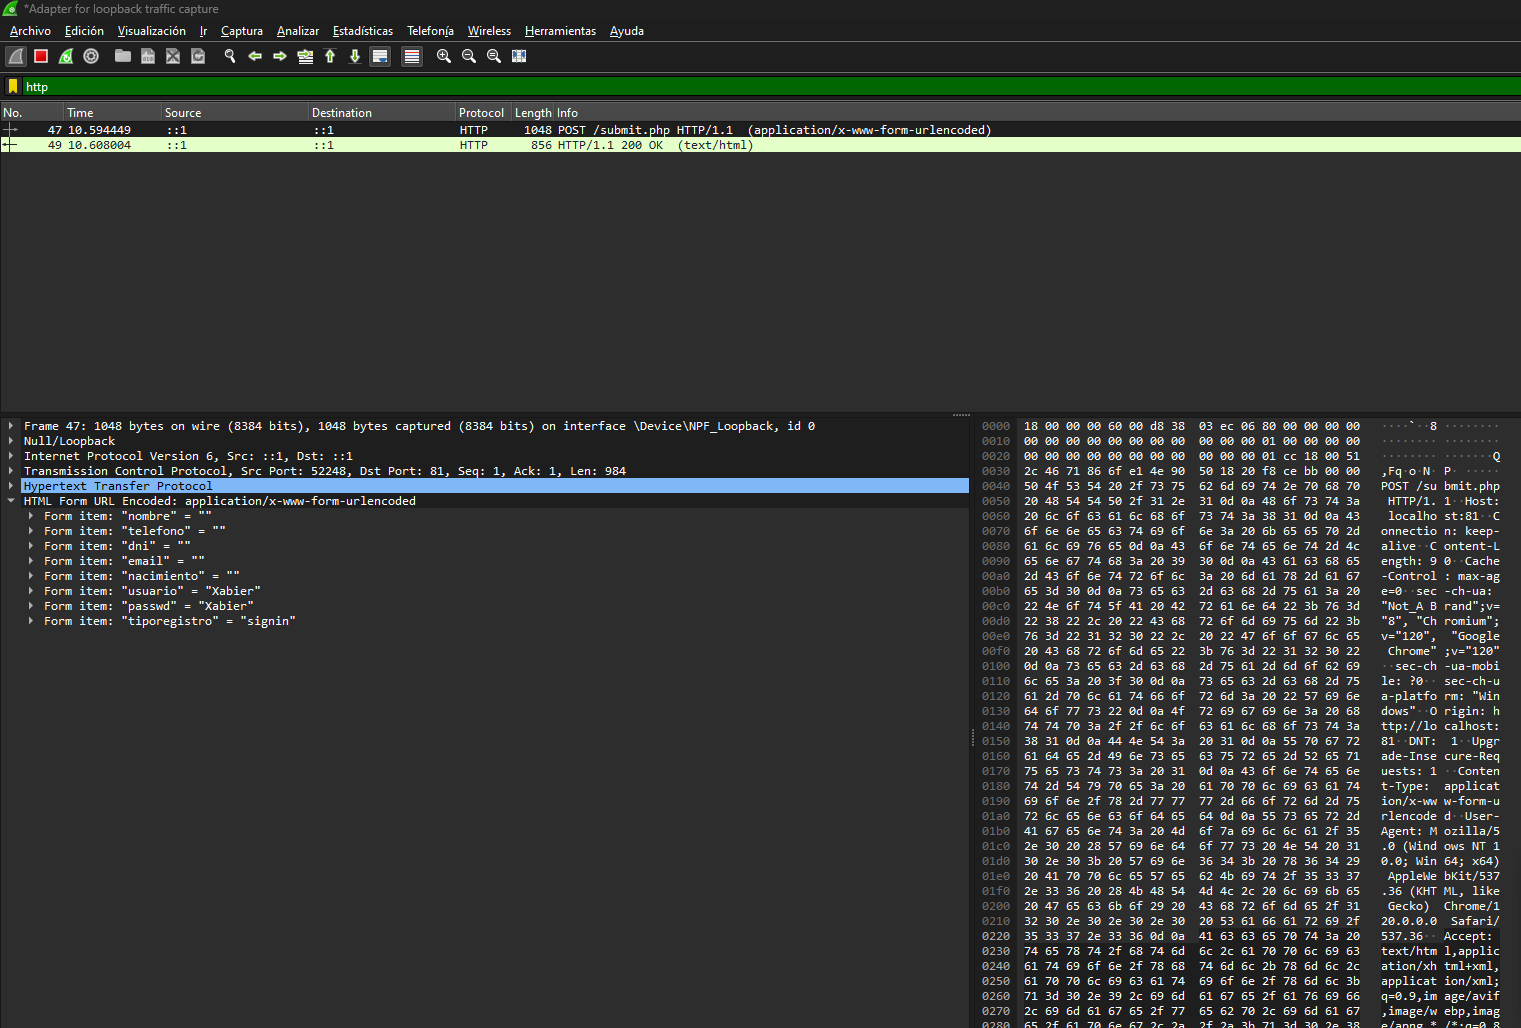 *Adapter for loopback traffic capture
Archivo Edición Visualización Ir Captura Analizar Estadísticas Telefonía Wireless Herramientas Ayuda
http
No. Time Source Destination Protocol Length Info
47 10.594449 ::1 ::1 HTTP 1048 POST /submit.php HTTP/1.1 (application/x-www-form-urlencoded)
49 10.608004 ::1 ::1 HTTP 856 HTTP/1.1 200 OK (text/html)
Frame 47: 1048 bytes on wire (8384 bits), 1048 bytes captured (8384 bits) on interface \Device\NPF_Loopback, id 0
Null/Loopback
Internet Protocol Version 6, Src: ::1, Dst: ::1
Transmission Control Protocol, Src Port: 52248, Dst Port: 81, Seq: 1, Ack: 1, Len: 984
Hypertext Transfer Protocol
HTML Form URL Encoded: application/x-www-form-urlencoded
Form item: "nombre" = ""
Form item: "telefono" = ""
Form item: "dni" = ""
Form item: "email" = ""
Form item: "nacimiento" = ""
Form item: "usuario" = "Xabier"
Form item: "passwd" = "Xabier"
Form item: "tiporegistro" = "signin"
0000 18 00 00 00 60 00 d8 38 03 ec 06 80 00 00 00 00 ····`··8 ········
0010 00 00 00 00 00 00 00 00 00 00 00 01 00 00 00 00 ········ ········
0020 00 00 00 00 00 00 00 00 00 00 00 01 cc 18 00 51 ········ ·······Q
0030 2c 46 71 86 6f e1 4e 90 50 18 20 f8 ce bb 00 00 ,Fq·o·N· P· ·····
0040 50 4f 53 54 20 2f 73 75 62 6d 69 74 2e 70 68 70 POST /su bmit.php
0050 20 48 54 54 50 2f 31 2e 31 0d 0a 48 6f 73 74 3a HTTP/1. 1··Host:
0060 20 6c 6f 63 61 6c 68 6f 73 74 3a 38 31 0d 0a 43 localho st:81··C
0070 6f 6e 6e 65 63 74 69 6f 6e 3a 20 6b 65 65 70 2d onnectio n: keep-
0080 61 6c 69 76 65 0d 0a 43 6f 6e 74 65 6e 74 2d 4c alive··C ontent-L
0090 65 6e 67 74 68 3a 20 39 30 0d 0a 43 61 63 68 65 ength: 9 0··Cache
00a0 2d 43 6f 6e 74 72 6f 6c 3a 20 6d 61 78 2d 61 67 -Control : max-ag
00b0 65 3d 30 0d 0a 73 65 63 2d 63 68 2d 75 61 3a 20 e=0··sec -ch-ua:
00c0 22 4e 6f 74 5f 41 20 42 72 61 6e 64 22 3b 76 3d "Not_A B rand";v=
00d0 22 38 22 2c 20 22 43 68 72 6f 6d 69 75 6d 22 3b "8", "Ch romium";
00e0 76 3d 22 31 32 30 22 2c 20 22 47 6f 6f 67 6c 65 v="120", "Google
00f0 20 43 68 72 6f 6d 65 22 3b 76 3d 22 31 32 30 22 Chrome" ;v="120"
0100 0d 0a 73 65 63 2d 63 68 2d 75 61 2d 6d 6f 62 69 ··sec-ch -ua-mobi
0110 6c 65 3a 20 3f 30 0d 0a 73 65 63 2d 63 68 2d 75 le: ?0·· sec-ch-u
0120 61 2d 70 6c 61 74 66 6f 72 6d 3a 20 22 57 69 6e a-platfo rm: "Win
0130 64 6f 77 73 22 0d 0a 4f 72 69 67 69 6e 3a 20 68 dows"··O rigin: h
0140 74 74 70 3a 2f 2f 6c 6f 63 61 6c 68 6f 73 74 3a ttp://lo calhost:
0150 38 31 0d 0a 44 4e 54 3a 20 31 0d 0a 55 70 67 72 81··DNT: 1··Upgr
0160 61 64 65 2d 49 6e 73 65 63 75 72 65 2d 52 65 71 ade-Inse cure-Req
0170 75 65 73 74 73 3a 20 31 0d 0a 43 6f 6e 74 65 6e uests: 1 ··Conten
0180 74 2d 54 79 70 65 3a 20 61 70 70 6c 69 63 61 74 t-Type: applicat
0190 69 6f 6e 2f 78 2d 77 77 77 2d 66 6f 72 6d 2d 75 ion/x-ww w-form-u
01a0 72 6c 65 6e 63 6f 64 65 64 0d 0a 55 73 65 72 2d rlencode d··User-
01b0 41 67 65 6e 74 3a 20 4d 6f 7a 69 6c 6c 61 2f 35 Agent: M ozilla/5
01c0 2e 30 20 28 57 69 6e 64 6f 77 73 20 4e 54 20 31 .0 (Wind ows NT 1
01d0 30 2e 30 3b 20 57 69 6e 36 34 3b 20 78 36 34 29 0.0; Win 64; x64)
01e0 20 41 70 70 6c 65 57 65 62 4b 69 74 2f 35 33 37 AppleWe bKit/537
01f0 2e 33 36 20 28 4b 48 54 4d 4c 2c 20 6c 69 6b 65 .36 (KHT ML, like
0200 20 47 65 63 6b 6f 29 20 43 68 72 6f 6d 65 2f 31 Gecko) Chrome/1
0210 32 30 2e 30 2e 30 2e 30 20 53 61 66 61 72 69 2f 20.0.0.0 Safari/
0220 35 33 37 2e 33 36 0d 0a 41 63 63 65 70 74 3a 20 537.36·· Accept:
0230 74 65 78 74 2f 68 74 6d 6c 2c 61 70 70 6c 69 63 text/htm l,applic
0240 61 74 69 6f 6e 2f 78 68 74 6d 6c 2b 78 6d 6c 2c ation/xh tml+xml,
0250 61 70 70 6c 69 63 61 74 69 6f 6e 2f 78 6d 6c 3b applicat ion/xml;
0260 71 3d 30 2e 39 2c 69 6d 61 67 65 2f 61 76 69 66 q=0.9,im age/avif
0270 2c 69 6d 61 67 65 2f 77 65 62 70 2c 69 6d 61 67 ,image/w ebp,imag
0280 65 2f 61 70 6e 67 2c 2a 2f 2a 3b 71 3d 30 2e 38 e/apng,* /*;q=0.8